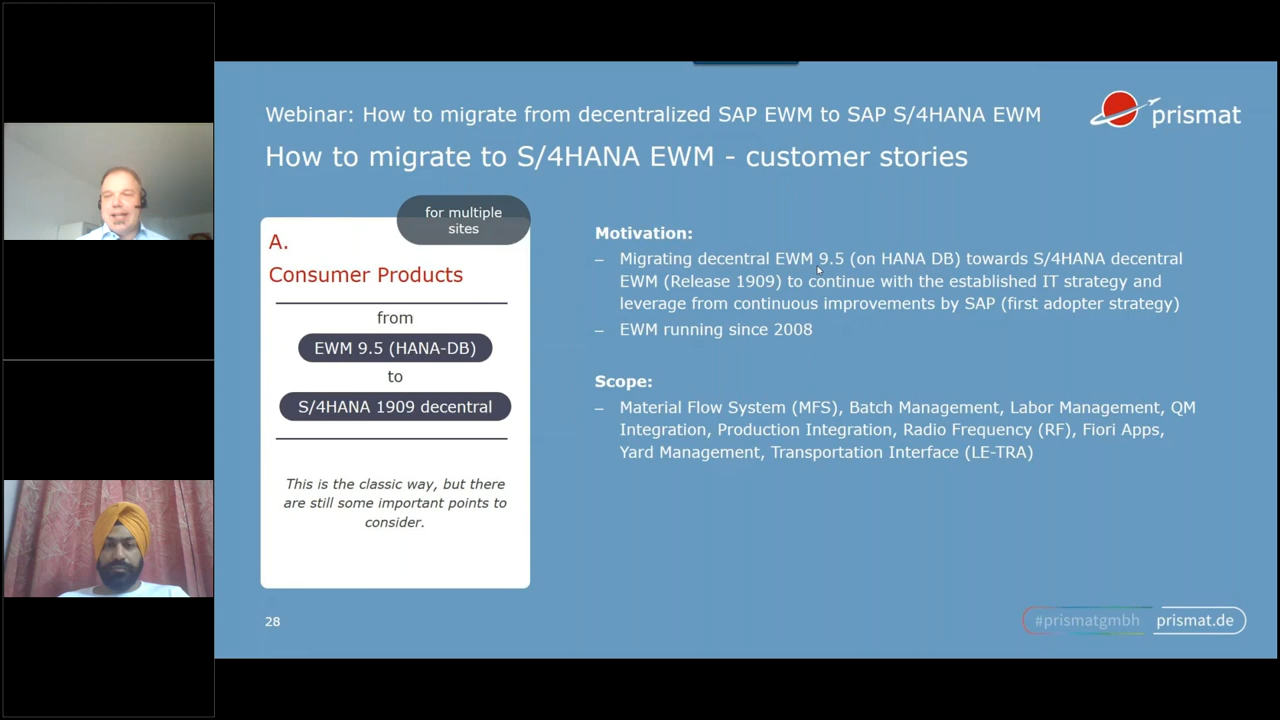 Webinar: How to migrate from decentralized SAP EWM to SAP S/4HANA EWM
How to migrate to S/4HANA EWM - customer stories
prismat
for multiple
sites
A.
Consumer Products
from
EWM 9.5 (HANA-DB)
to
S/4HANA 1909 decentral
This is the classic way, but there
are still some important points to
consider.
Motivation:
– Migrating decentral EWM 9.5 (on HANA DB) towards S/4HANA decentral
EWM (Release 1909) to continue with the established IT strategy and
leverage from continuous improvements by SAP (first adopter strategy)
– EWM running since 2008
Scope:
– Material Flow System (MFS), Batch Management, Labor Management, QM
Integration, Production Integration, Radio Frequency (RF), Fiori Apps,
Yard Management, Transportation Interface (LE-TRA)
28
#prismatgmbh prismat.de